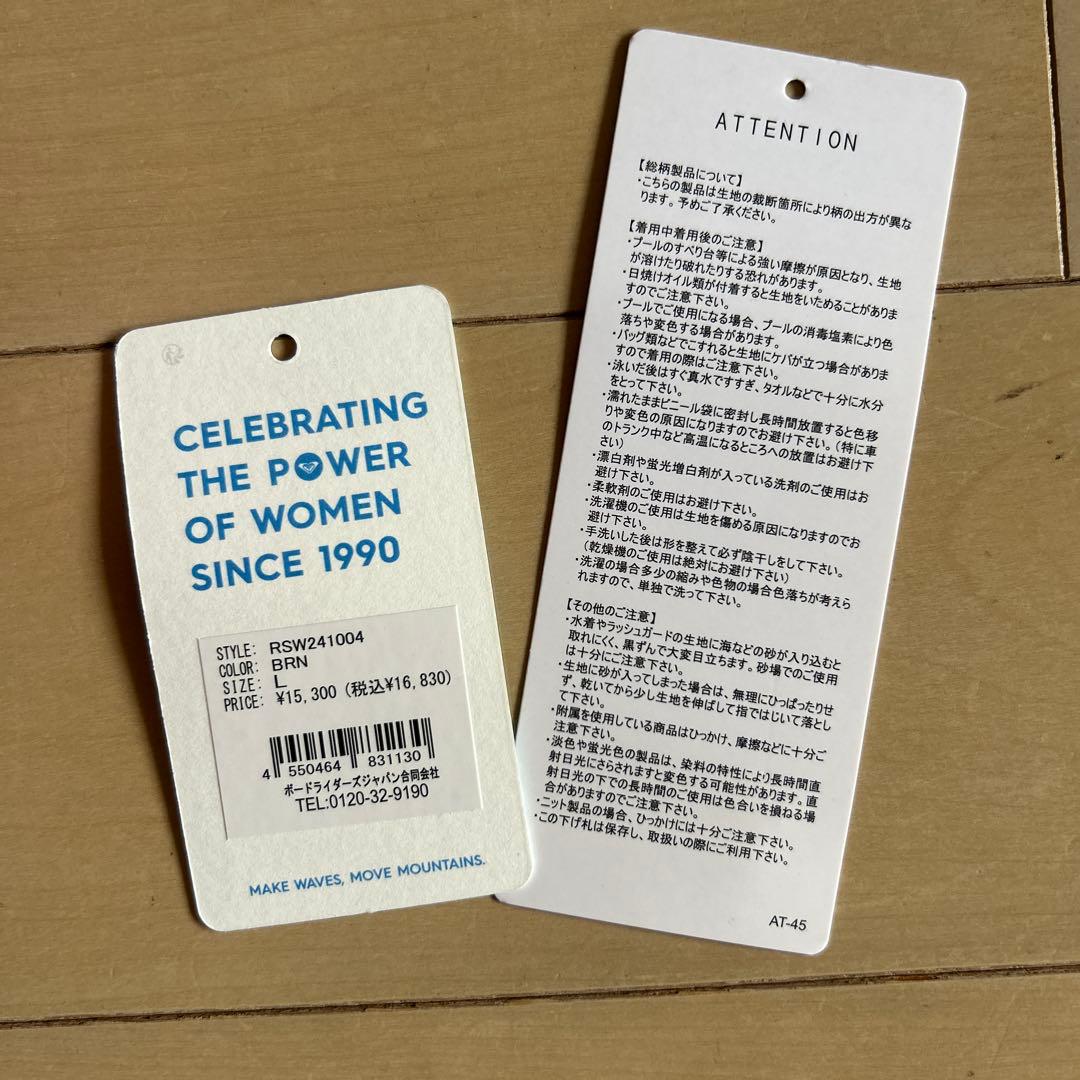 CELEBRATING
THE POWER
OF WOMEN
SINCE 1990
STYLE: RSW241004
COLOR: BRN
SIZE: L
PRICE: ¥15,300 (税込¥16,830)
4 550464 831130
ボードライダーズジャパン合同会社
TEL:0120-32-9190
MAKE WAVES, MOVE MOUNTAINS.
ATTENTION
【総柄製品について】
・こちらの製品は生地の裁断箇所により柄の出方が異な
ります。予めご了承ください。
【着用中着用後のご注意】
・プールのすべり台等による強い摩擦が原因となり、生地
が溶けたり破れたりする恐れがあります。
・日焼けオイル類が付着すると生地をいためることがありま
すのでご注意下さい。
・プールでご使用になる場合、プールの消毒塩素により色
落ちや変色する場合があります。
・バッグ類などでこすれると生地にケバが立つ場合がありま
すので着用の際はご注意下さい。
・泳いだ後はすぐ真水ですすぎ、タオルなどで十分に水分
をとって下さい。
・濡れたままビニール袋に密封し長時間放置すると色移
りや変色の原因になりますのでお避け下さい。(特に車
のトランク中など高温になるところへの放置はお避け下
さい)
・漂白剤や蛍光増白剤が入っている洗剤のご使用はお
避け下さい。
・柔軟剤のご使用はお避け下さい。
・洗濯機のご使用は生地を傷める原因になりますのでお
避け下さい。
・手洗いした後は形を整えて必ず陰干しをして下さい。
(乾燥機のご使用は絶対にお避け下さい)
・洗濯の場合多少の縮みや色物の場合色落ちが考えら
れますので、単独で洗って下さい。
【その他のご注意】
・水着やラッシュガードの生地に海などの砂が入り込むと
取れにくく、黒ずんで大変目立ちます。砂場でのご使用
は十分にご注意下さい。
・生地に砂が入ってしまった場合は、無理にひっぱったりせ
ず、乾いてから少し生地を伸ばして指ではじいて落とし
て下さい。
・附属を使用している商品はひっかけ、摩擦などに十分ご
注意下さい。
・淡色や蛍光色の製品は、染料の特性により長時間直
射日光にさらされますと変色する可能性があります。直
射日光の下での長時間のご使用は色合いを損ねる場
合がありますのでご注意下さい。
・ニット製品の場合、ひっかけには十分ご注意下さい。
・この下げ札は保存し、取扱いの際にご利用下さい。
AT-45